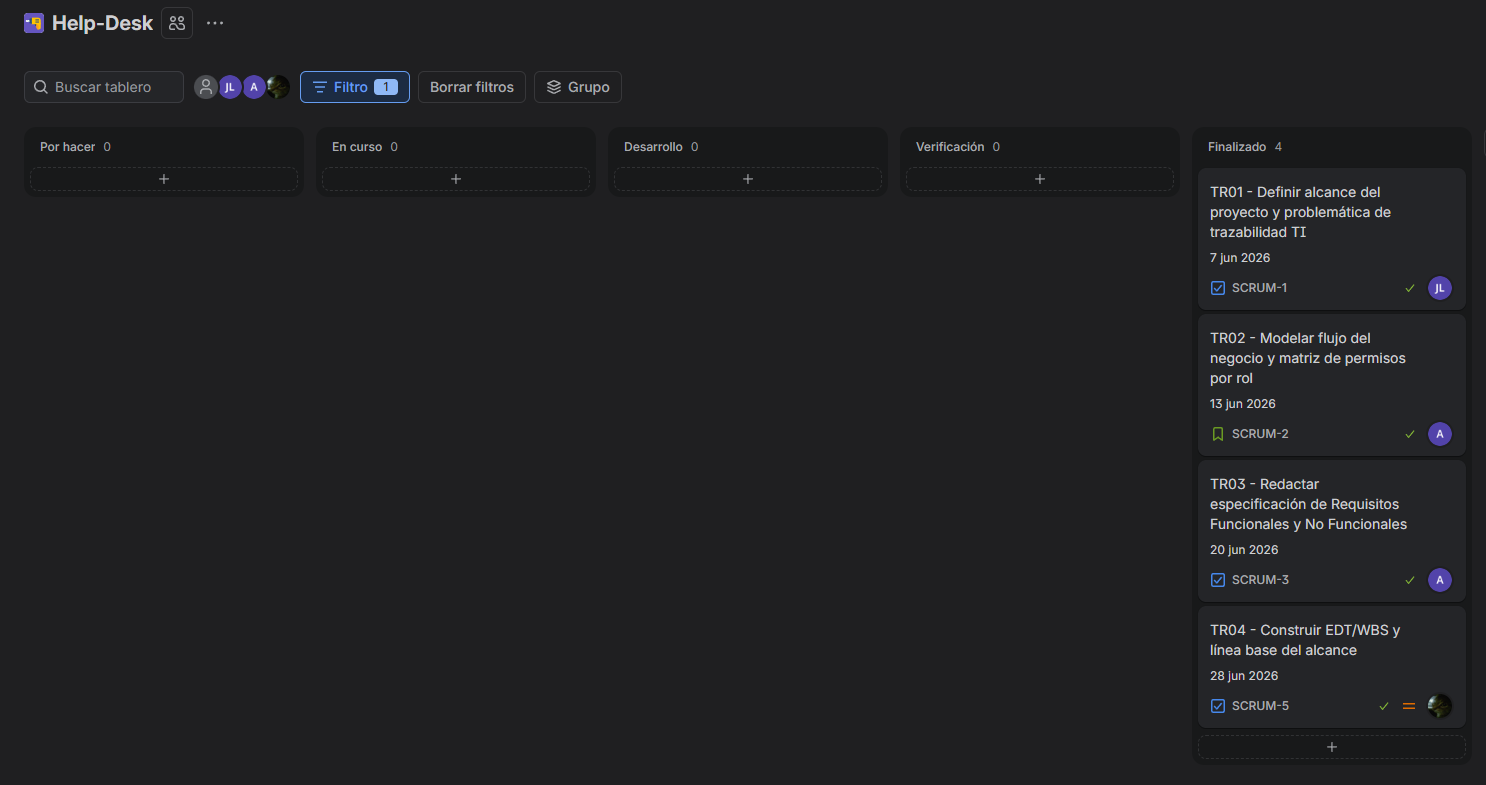 Help-Desk
Buscar tablero
JL
A
Filtro 1
Borrar filtros
Grupo
Por hacer 0
En curso 0
Desarrollo 0
Verificación 0
Finalizado 4
TR01 - Definir alcance del
proyecto y problemática de
trazabilidad TI
7 jun 2026
SCRUM-1
JL
TR02 - Modelar flujo del
negocio y matriz de permisos
por rol
13 jun 2026
SCRUM-2
A
TR03 - Redactar
especificación de Requisitos
Funcionales y No Funcionales
20 jun 2026
SCRUM-3
A
TR04 - Construir EDT/WBS y
línea base del alcance
28 jun 2026
SCRUM-5